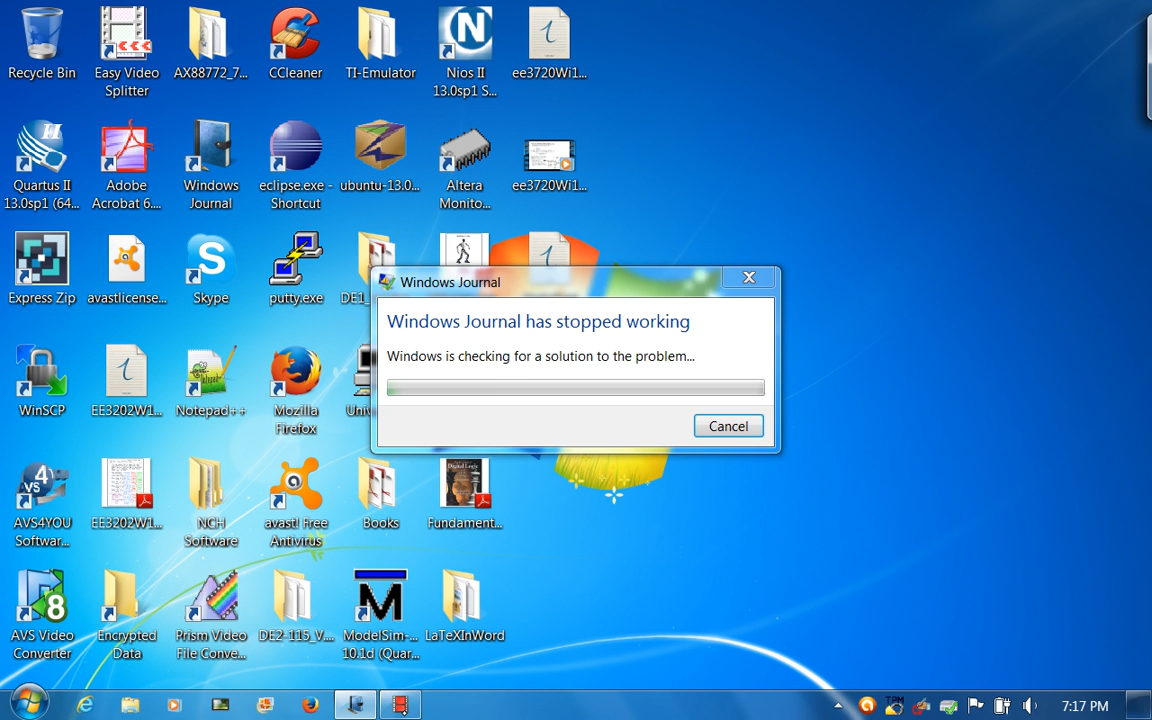 Recycle Bin
Easy Video
Splitter
AX88772_7...
CCleaner
TI-Emulator
Nios II
13.0sp1 S...
ee3720Wi1...
Quartus II
13.0sp1 (64...
Adobe
Acrobat 6....
Windows
Journal
eclipse.exe -
Shortcut
ubuntu-13.0...
Altera
Monito...
ee3720Wi1...
Express Zip
avastlicense...
Skype
putty.exe
DE1_
Windows Journal
Windows Journal has stopped working
Windows is checking for a solution to the problem...
Cancel
WinSCP
EE3202W1...
Notepad++
Mozilla
Firefox
Univ
AVS4YOU
Softwar...
EE3202W1...
NCH
Software
avast! Free
Antivirus
Books
Fundament...
AVS Video
Converter
Encrypted
Data
Prism Video
File Conve...
DE2-115_V....
ModelSim-...
10.1d (Quar...
LaTeXInWord
7:17 PM